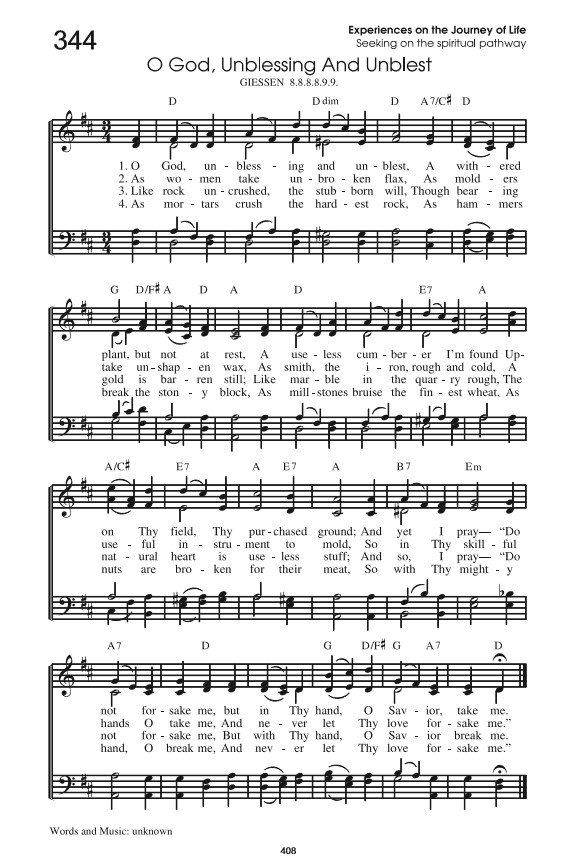 344
Experiences on the Journey of Life
Seeking on the spiritual pathway
O God, Unblessing And Unblest
GIESSEN 8.8.8.8.9.9.
D D dim D A7/C♯ D
3 4
1. O God, un - bless - ing and un - blest, A with - ered
2. As wo - men take un - bro - ken flax, As mold - ers
3. Like rock un - crushed, the stub - born will, Though bear - ing
4. As mor - tars crush the hard - est rock, As ham - mers
3 4
G D/F♯ A D A D E7 A
plant, but not at rest, A use - less cum - ber - er I'm found Up-
take un - shap - en wax, As smith, the i - ron, rough and cold, A
gold is bar - ren still; Like mar - ble in the quar - ry rough, The
break the ston - y block, As mill - stones bruise the fin - est wheat, As
A/C♯ E7 A E7 A B7 Em
on Thy field, Thy pur - chased ground; And yet I pray— “Do
use - ful in - stru - ment to mold, So in Thy skill - ful
nat - ural heart is use - less stuff; And so, I pray— “Do
nuts are bro - ken for their meat, So with Thy might - y
A7 D G D/F♯ G A7 D
not for - sake me, but in Thy hand, O Sav - ior, take me.
hands O take me, And ne - ver let Thy love for - sake me.”
not for - sake me, But with Thy hand, O Sav - ior break me.
hand, O break me, And nev - er let Thy love for - sake me.”
Words and Music: unknown
408